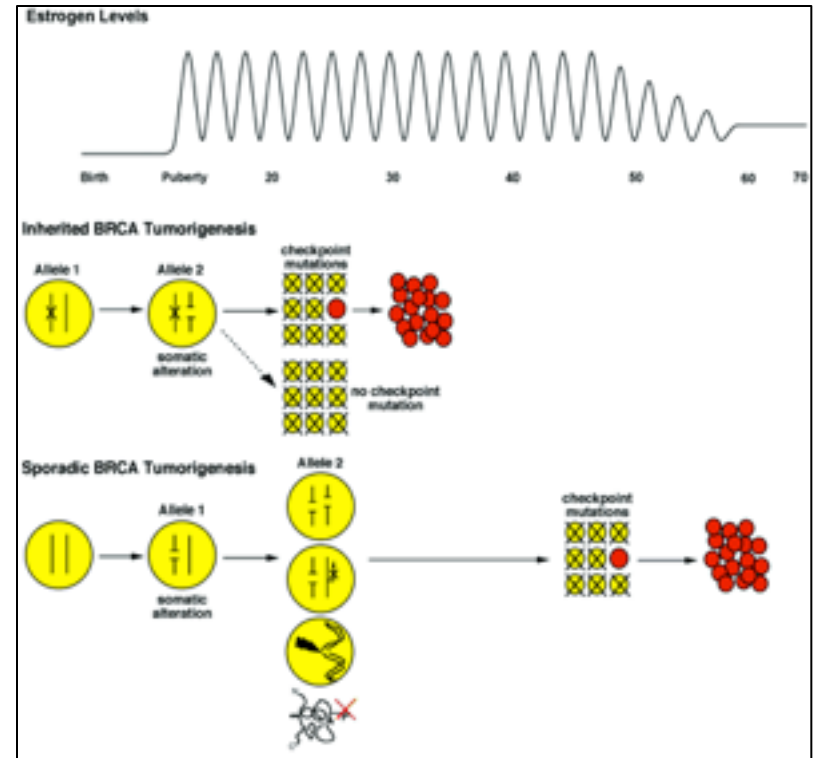 Estrogen Levels
Birth Puberty 20 30 40 50 60 70
Inherited BRCA Tumorigenesis
Allele 1
Allele 2
checkpoint
mutations
somatic
alteration
no checkpoint
mutation
Sporadic BRCA Tumorigenesis
Allele 1
Allele 2
checkpoint
mutations
somatic
alteration